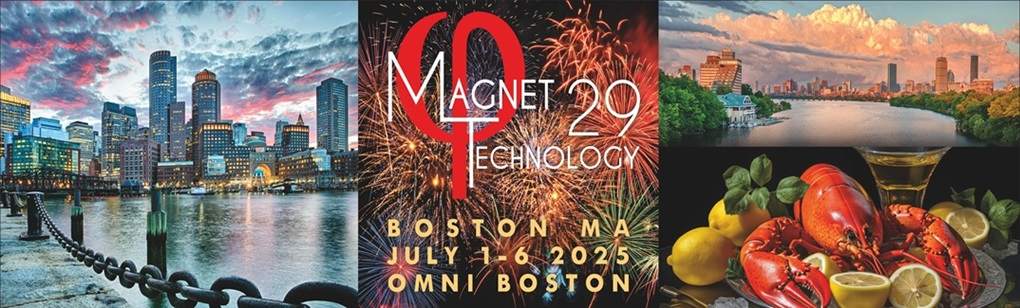 MAGNET 29
TECHNOLOGY
BOSTON MA
JULY 1-6 2025
OMNI BOSTON